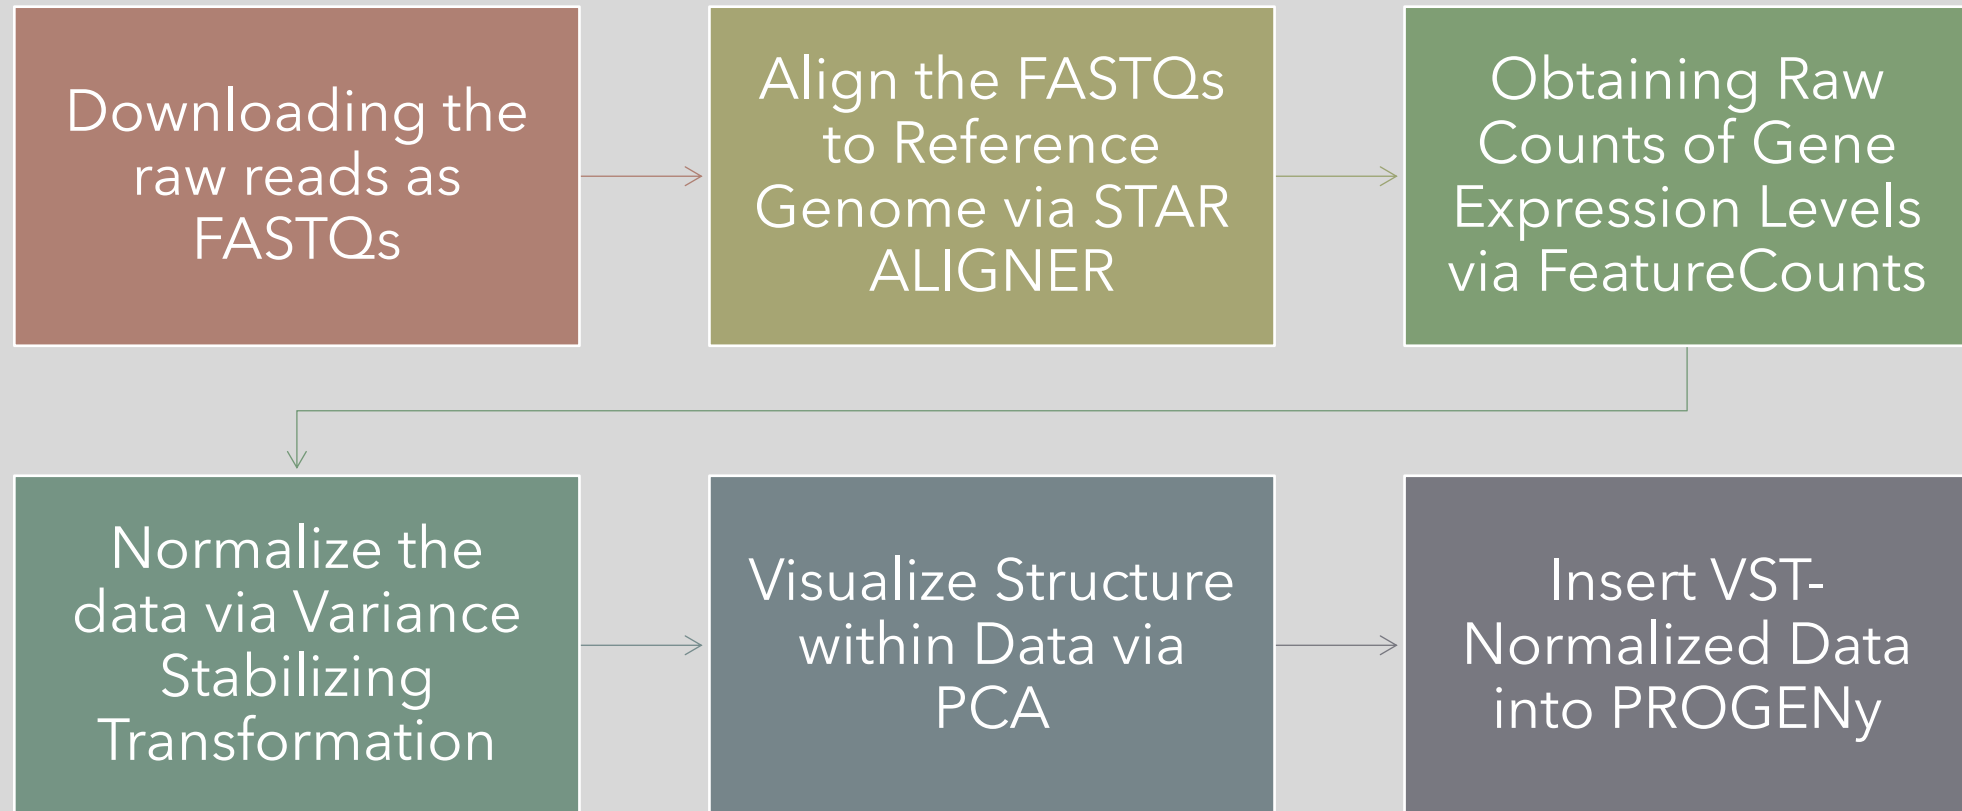 Downloading the
raw reads as
FASTQs
Align the FASTQs
to Reference
Genome via STAR
ALIGNER
Obtaining Raw
Counts of Gene
Expression Levels
via FeatureCounts
Normalize the
data via Variance
Stabilizing
Transformation
Visualize Structure
within Data via
PCA
Insert VST-
Normalized Data
into PROGENy